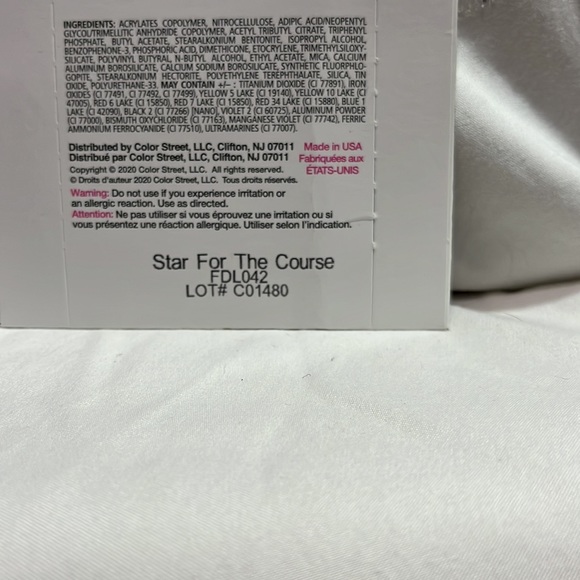 INGREDIENTS: ACRYLATES COPOLYMER, NITROCELLULOSE, ADIPIC ACID/NEOPENTYL
GLYCOL/TRIMELLITIC ANHYDRIDE COPOLYMER, ACETYL TRIBUTYL CITRATE, TRIPHENYL
PHOSPHATE, BUTYL ACETATE, STEARALKONIUM BENTONITE, ISOPROPYL ALCOHOL,
BENZOPHENONE-3, PHOSPHORIC ACID, DIMETHICONE, ETOCRYLENE, TRIMETHYLSILOXY-
SILICATE, POLYVINYL BUTYRAL, N-BUTYL ALCOHOL, ETHYL ACETATE, MICA, CALCIUM
ALUMINUM BOROSILICATE, CALCIUM SODIUM BOROSILICATE, SYNTHETIC FLUORPHLO-
GOPITE, STEARALKONIUM HECTORITE, POLYETHYLENE TEREPHTHALATE, SILICA, TIN
OXIDE, POLYURETHANE-33. MAY CONTAIN +/- : TITANIUM DIOXIDE (CI 77891), IRON
OXIDES (CI 77491, CI 77492, CI 77499), YELLOW 5 LAKE (CI 19140), YELLOW 10 LAKE (CI
47005), RED 6 LAKE (CI 15850), RED 7 LAKE (CI 15850), RED 34 LAKE (CI 15880), BLUE 1
LAKE (CI 42090), BLACK 2 (CI 77266) [NANO], VIOLET 2 (CI 60725), ALUMINUM POWDER
(CI 77000), BISMUTH OXYCHLORIDE (CI 77163), MANGANESE VIOLET (CI 77742), FERRIC
AMMONIUM FERROCYANIDE (CI 77510), ULTRAMARINES (CI 77007).
Distributed by Color Street, LLC, Clifton, NJ 07011 Made in USA
Distribué par Color Street, LLC, Clifton, NJ 07011 Fabriquées aux
Copyright © 2020 Color Street, LLC. All rights reserved. ÉTATS-UNIS
© Droits d'auteur 2020 Color Street, LLC. Tous droits réservés.
Warning: Do not use if you experience irritation or
an allergic reaction. Use as directed.
Attention: Ne pas utiliser si vous éprouvez une irritation ou si
vous présentez une réaction allergique. Utiliser selon l'indication.
Star For The Course
FDL042
LOT# C01480